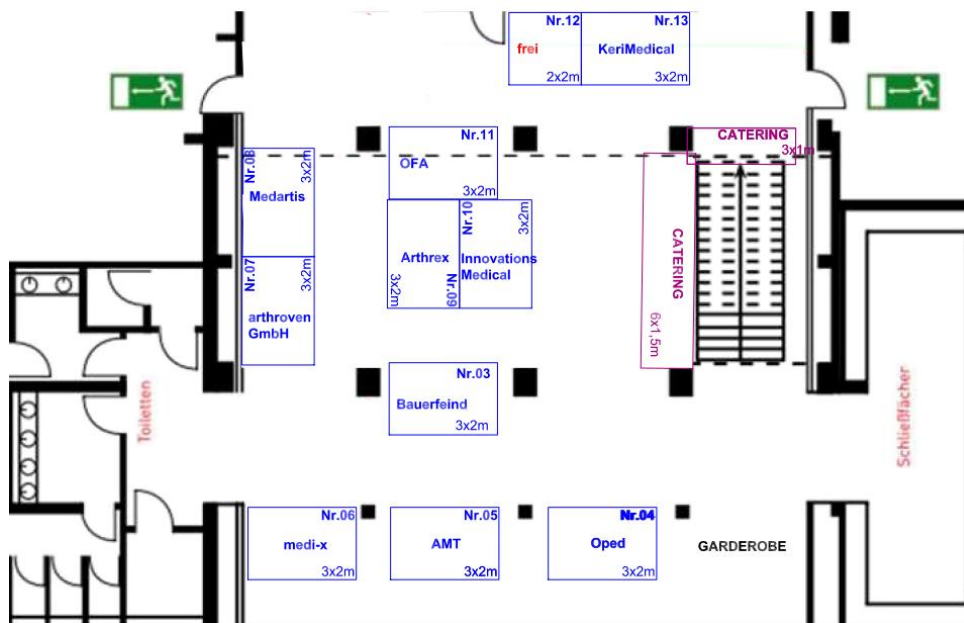 Nr.12
frei
2x2m
Nr.13
KeriMedical
3x2m
Nr.11
OFA
3x2m
CATERING
3x1m
Nr.08
3x2m
Medartis
Nr.10
3x2m
Innovations
Medical
Arthrex
3x2m
Nr.09
CATERING
6x1,5m
Nr.07
3x2m
arthroven
GmbH
Nr.03
Bauerfeind
3x2m
Toiletten
Schließfächer
Nr.06
medi-x
3x2m
Nr.05
AMT
3x2m
Nr.04
Oped
3x2m
GARDEROBE